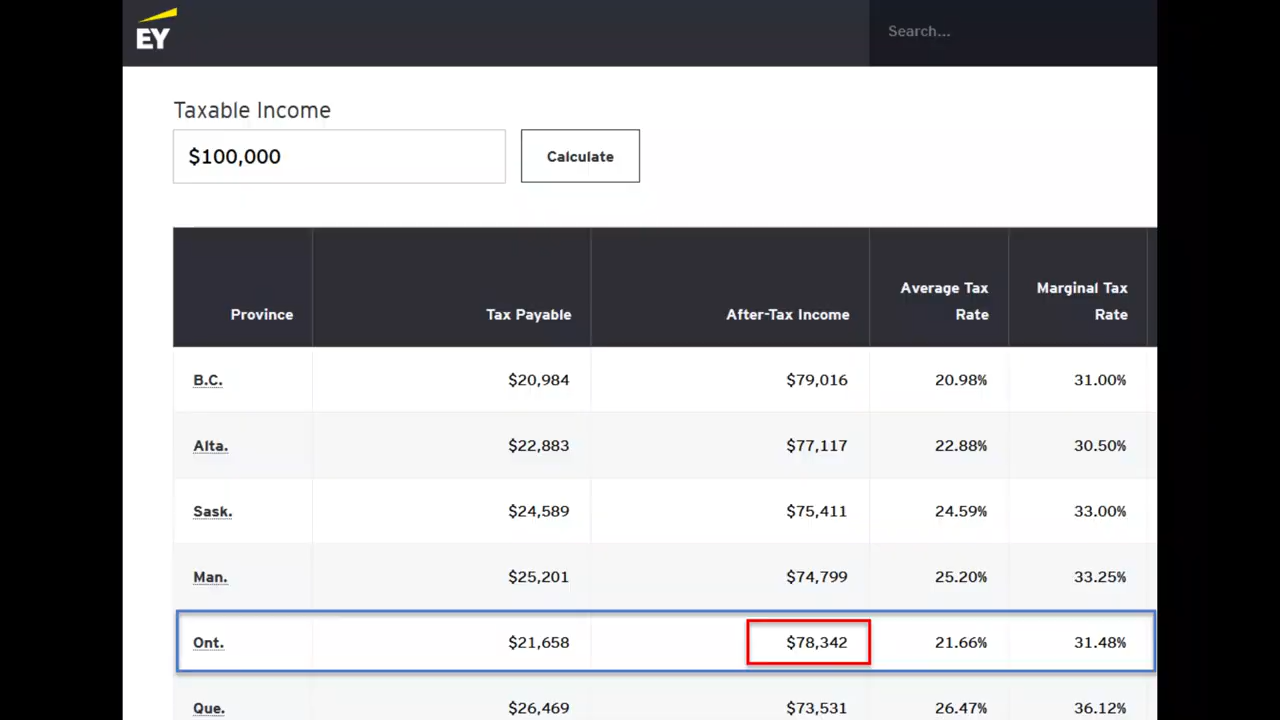 EY
Search...
Taxable Income
$100,000
Calculate
Province Tax Payable After-Tax Income Average Tax Rate Marginal Tax Rate
B.C. $20,984 $79,016 20.98% 31.00%
Alta. $22,883 $77,117 22.88% 30.50%
Sask. $24,589 $75,411 24.59% 33.00%
Man. $25,201 $74,799 25.20% 33.25%
Ont. $21,658 $78,342 21.66% 31.48%
Que. $26,469 $73,531 26.47% 36.12%